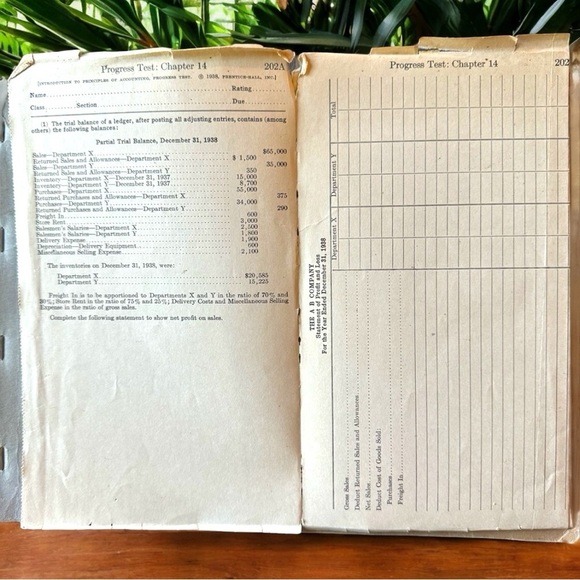 Progress Test: Chapter 14 202A
[INTRODUCTION TO PRINCIPLES OF ACCOUNTING, PROGRESS TEST. © 1938, PRENTICE-HALL, INC.]
Name Rating
Class Section Due
(1) The trial balance of a ledger, after posting all adjusting entries, contains (among
others) the following balances:
Partial Trial Balance, December 31, 1938
Sales—Department X $65,000
Returned Sales and Allowances—Department X $ 1,500
Sales—Department Y 35,000
Returned Sales and Allowances—Department Y 350
Inventory—Department X—December 31, 1937 15,000
Inventory—Department Y—December 31, 1937 8,700
Purchases—Department X 55,000
Returned Purchases and Allowances—Department X 375
Purchases—Department Y 34,000
Returned Purchases and Allowances—Department Y 290
Freight In 600
Store Rent
Salesmen's Salaries—Department X
Salesmen's Salaries—Department Y 1,800
Delivery Expense 1,900
Depreciation—Delivery Equipment
Miscellaneous Selling Expense 2,100
The inventories on December 31, 1938, were:
Department X $20,585
Department Y 15,225
Freight In is to be apportioned to Departments X and Y in the ratio of 70% and
30%; Store Rent in the ratio of 75% and 25%; Delivery Costs and Miscellaneous Selling
Expense in the ratio of gross sales.
Complete the following statement to show net profit on sales.
Progress Test: Chapter 14 202
THE A B COMPANY
Statement of Profit and Loss
For the Year Ended December 31, 1938
Department X Department Y Total
Gross Sales
Deduct Returned Sales and Allowances
Net Sales
Deduct Cost of Goods Sold:
Purchases
Freight In